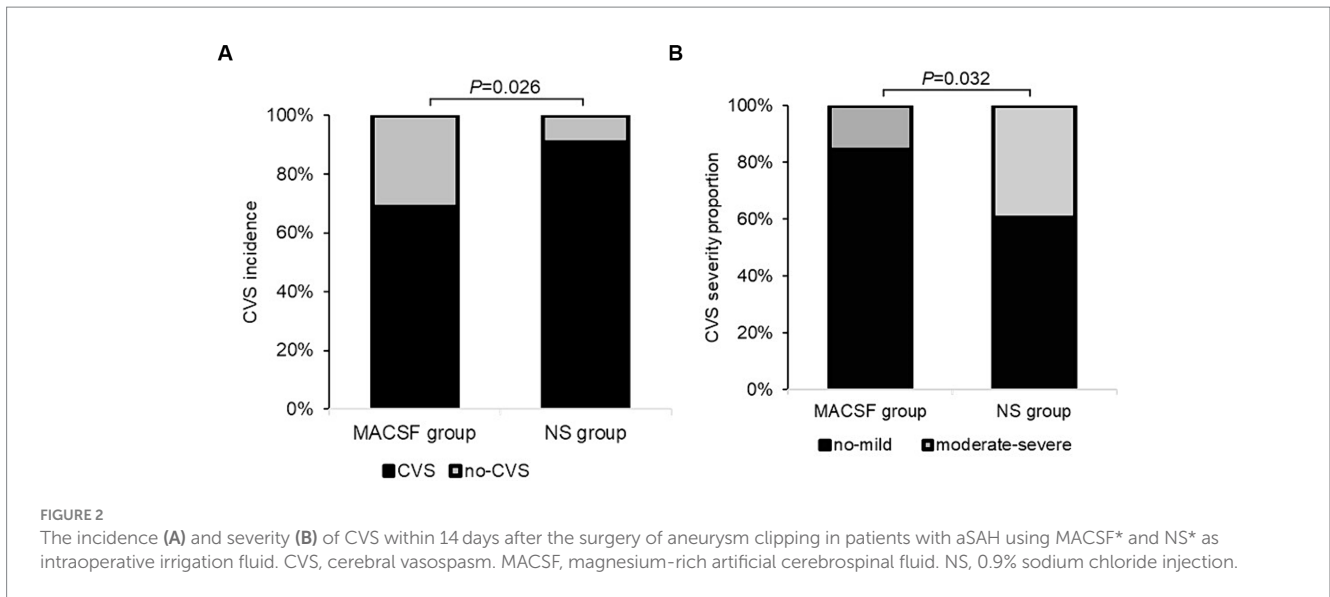 A
P=0.026
100%
80%
60%
40%
20%
0%
CVS incidence
MACSF group
NS group
CVS
no-CVS
B
P=0.032
100%
80%
60%
40%
20%
0%
CVS severity proportion
MACSF group
NS group
no-mild
moderate-severe
FIGURE 2
The incidence (A) and severity (B) of CVS within 14 days after the surgery of aneurysm clipping in patients with aSAH using MACSF* and NS* as
intraoperative irrigation fluid. CVS, cerebral vasospasm. MACSF, magnesium-rich artificial cerebrospinal fluid. NS, 0.9% sodium chloride injection.